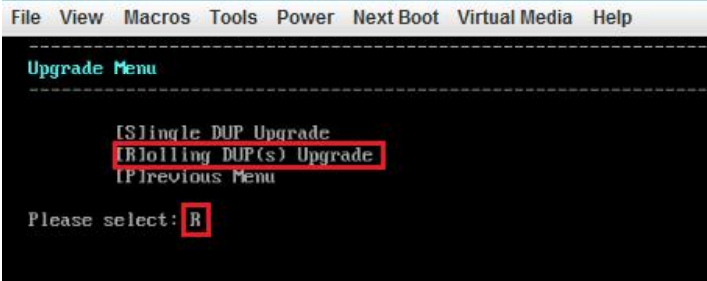 File View Macros Tools Power Next Boot Virtual Media Help
Upgrade Menu
[S]ingle DUP Upgrade
[R]olling DUP(s) Upgrade
[P]revious Menu
Please select: R